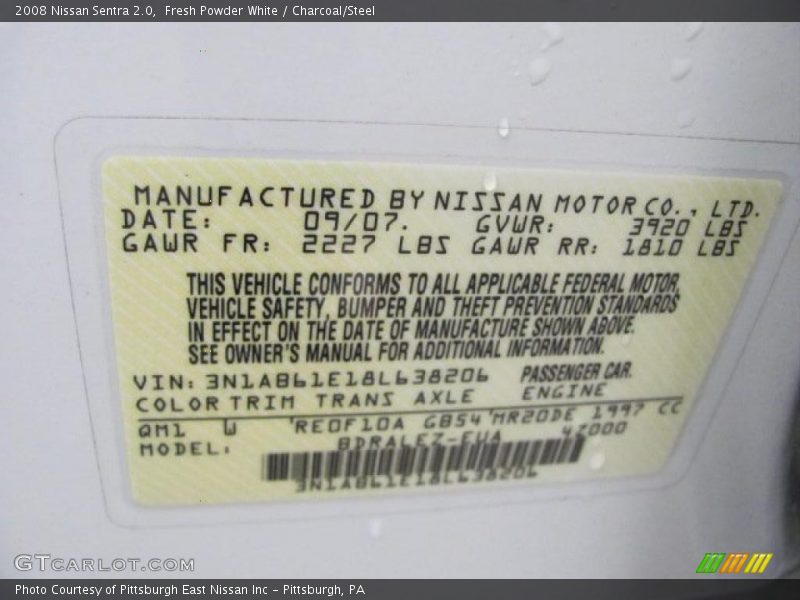 2008 Nissan Sentra 2.0,  Fresh Powder White / Charcoal/Steel
MANUFACTURED BY NISSAN MOTOR CO., LTD.
DATE: 09/07. GVWR: 3920 LBS
GAWR FR: 2227 LBS GAWR RR: 1810 LBS
THIS VEHICLE CONFORMS TO ALL APPLICABLE FEDERAL MOTOR
VEHICLE SAFETY, BUMPER AND THEFT PREVENTION STANDARDS
IN EFFECT ON THE DATE OF MANUFACTURE SHOWN ABOVE.
SEE OWNER'S MANUAL FOR ADDITIONAL INFORMATION.
VIN: 3N1AB61E18L638206 PASSENGER CAR.
COLOR TRIM TRANS AXLE ENGINE
QM1 W RE0F10A GB54 MR20DE 1997 CC
MODEL: BDRALEZ-EUA 42000
3N1AB61E18L638206
GTCARLOT.COM
Photo Courtesy of Pittsburgh East Nissan Inc - Pittsburgh, PA